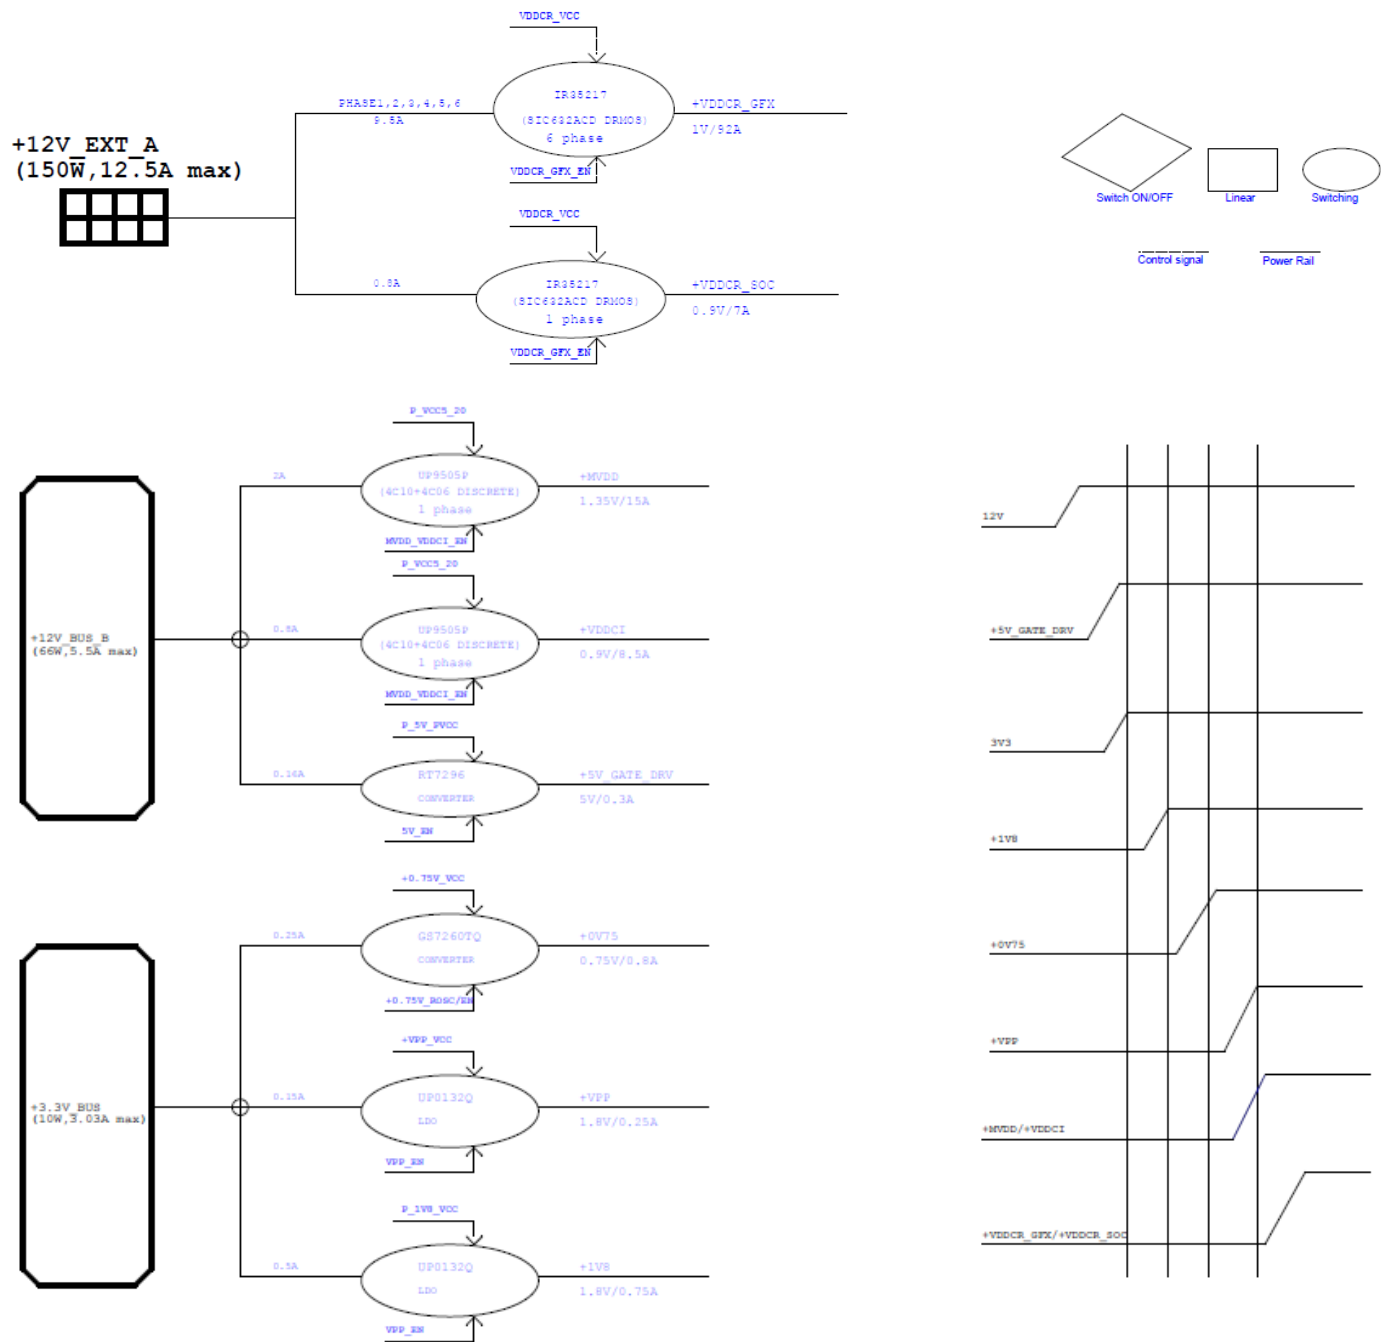 VDDCR_VCC
IR35217
(SIC632ACD DRMOS)
6 phase
PHASE1,2,3,4,5,6
9.5A
+VDDCR_GFX
1V/92A
VDDCR_GFX_EN
+12V_EXT_A
(150W,12.5A max)
VDDCR_VCC
0.8A
IR35217
(SIC632ACD DRMOS)
1 phase
+VDDCR_SOC
0.9V/7A
VDDCR_GFX_EN
Switch ON/OFF
Linear
Switching
Control signal
Power Rail
P_VCC5_20
2A
UP9505P
(4C10+4C06 DISCRETE)
1 phase
+MVDD
1.35V/15A
MVDD_VDDCI_EN
P_VCC5_20
+12V_BUS_B
(66W,5.5A max)
0.8A
UP9505P
(4C10+4C06 DISCRETE)
1 phase
+VDDCI
0.9V/8.5A
MVDD_VDDCI_EN
P_5V_PVCC
0.16A
RT7296
CONVERTER
+5V_GATE_DRV
5V/0.3A
5V_EN
+0.75V_VCC
0.25A
GS7260TQ
CONVERTER
+0V75
0.75V/0.8A
+0.75V_ROSC/EN
+VPP_VCC
+3.3V_BUS
(10W,3.03A max)
0.15A
UP0132Q
LDO
+VPP
1.8V/0.25A
VPP_EN
P_1V8_VCC
0.5A
UP0132Q
LDO
+1V8
1.8V/0.75A
VPP_EN
12V
+5V_GATE_DRV
3V3
+1V8
+0V75
+VPP
+MVDD/+VDDCI
+VDDCR_GFX/+VDDCR_SOC